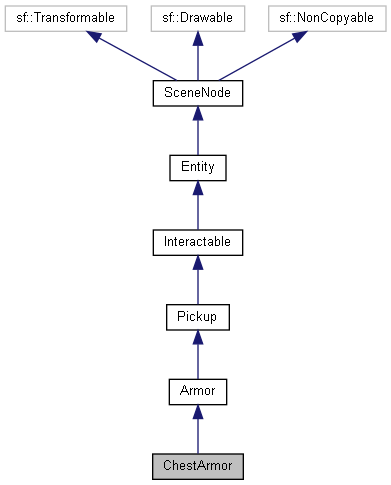 sf::Transformable
sf::Drawable
sf::NonCopyable
SceneNode
Entity
Interactable
Pickup
Armor
ChestArmor